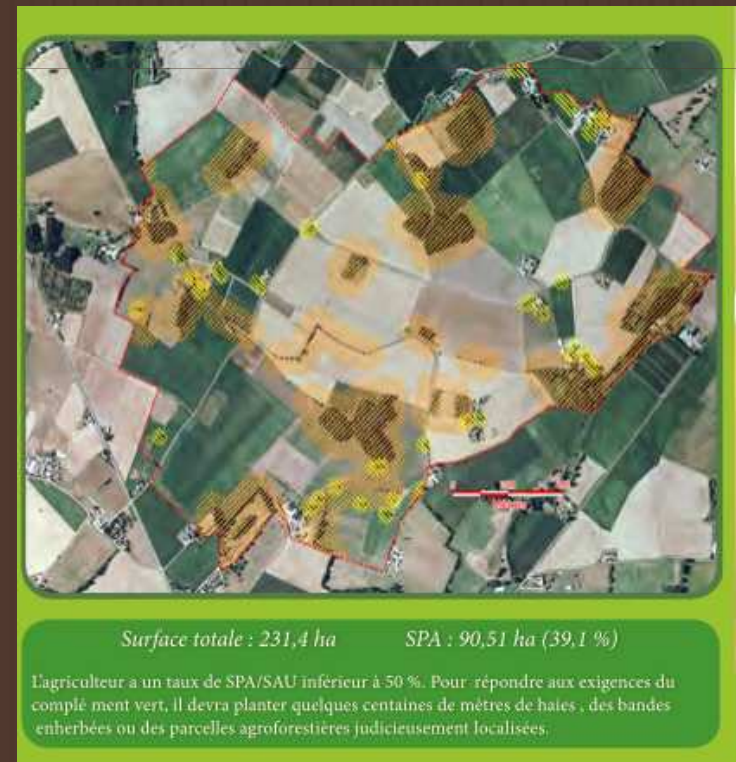 Surface totale : 231,4 ha SPA : 90,51 ha (39,1 %)
L'agriculteur a un taux de SPA/SAU inférieur à 50 %. Pour répondre aux exigences du
complé ment vert, il devra planter quelques centaines de mètres de haies , des bandes
enherbées ou des parcelles agroforestières judicieusement localisées.